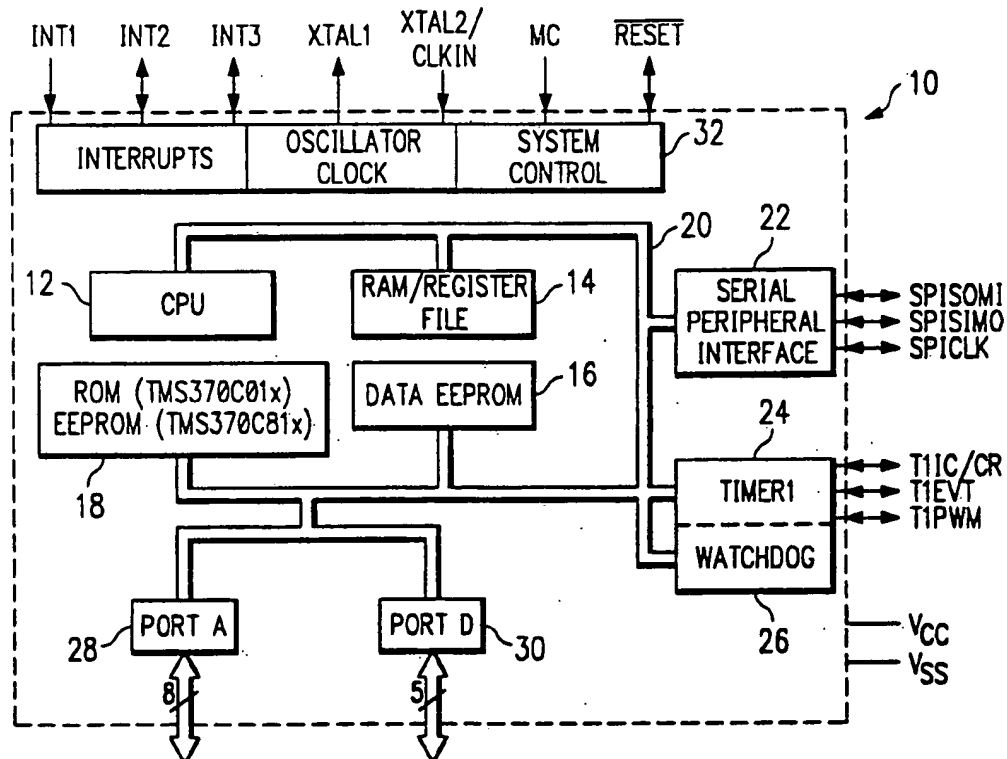 INT1 INT2 INT3 XTAL1 XTAL2/ CLKIN MC RESET
10
INTERRUPTS
OSCILLATOR
CLOCK
SYSTEM
CONTROL
32
20
22
12
CPU
RAM/REGISTER
FILE
14
SERIAL
PERIPHERAL
INTERFACE
SPISOMI
SPISIMO
SPICLK
ROM (TMS370C01x)
EEPROM (TMS370C81x)
18
DATA EEPROM
16
24
TIMER1
WATCHDOG
26
T1IC/CR
T1EVT
T1PWM
28
PORT A
PORT D
30
VCC
VSS
8
5